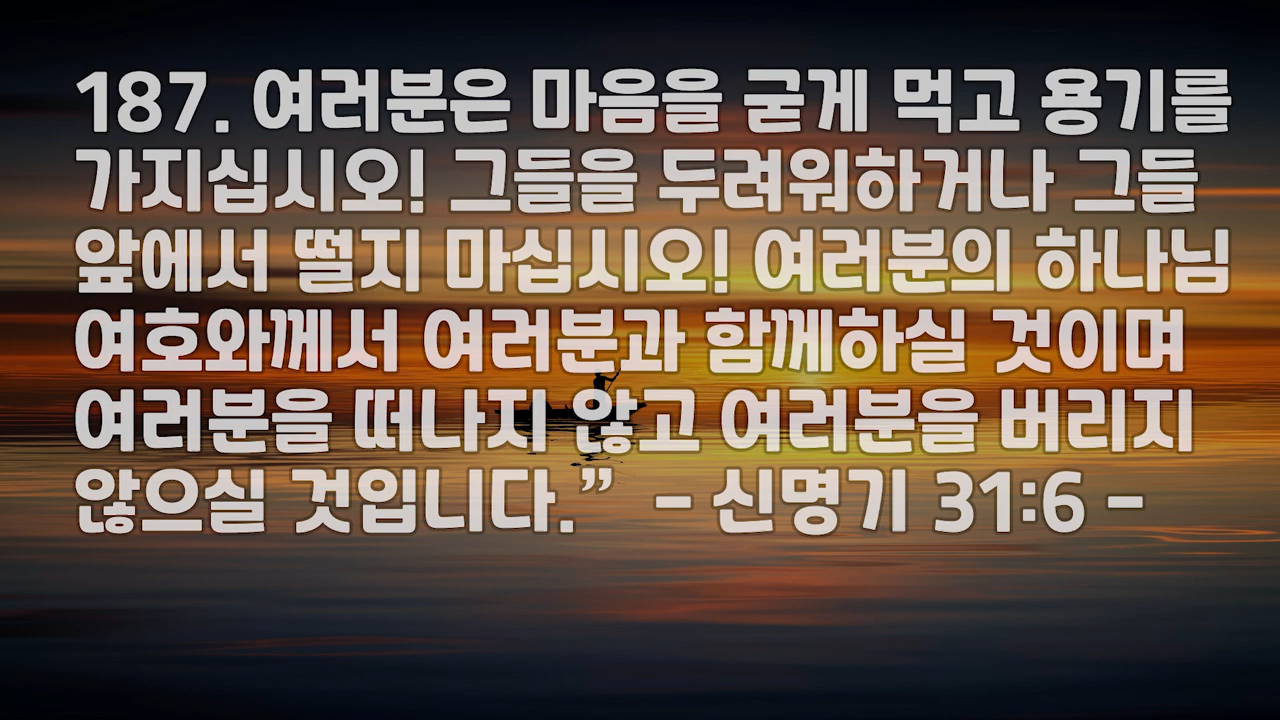 187. 여러분은 마음을 굳게 먹고 용기를
가지십시오! 그들을 두려워하거나 그들
앞에서 떨지 마십시오! 여러분의 하나님
여호와께서 여러분과 함께하실 것이며
여러분을 떠나지 않고 여러분을 버리지
않으실 것입니다.” - 신명기 31:6 -